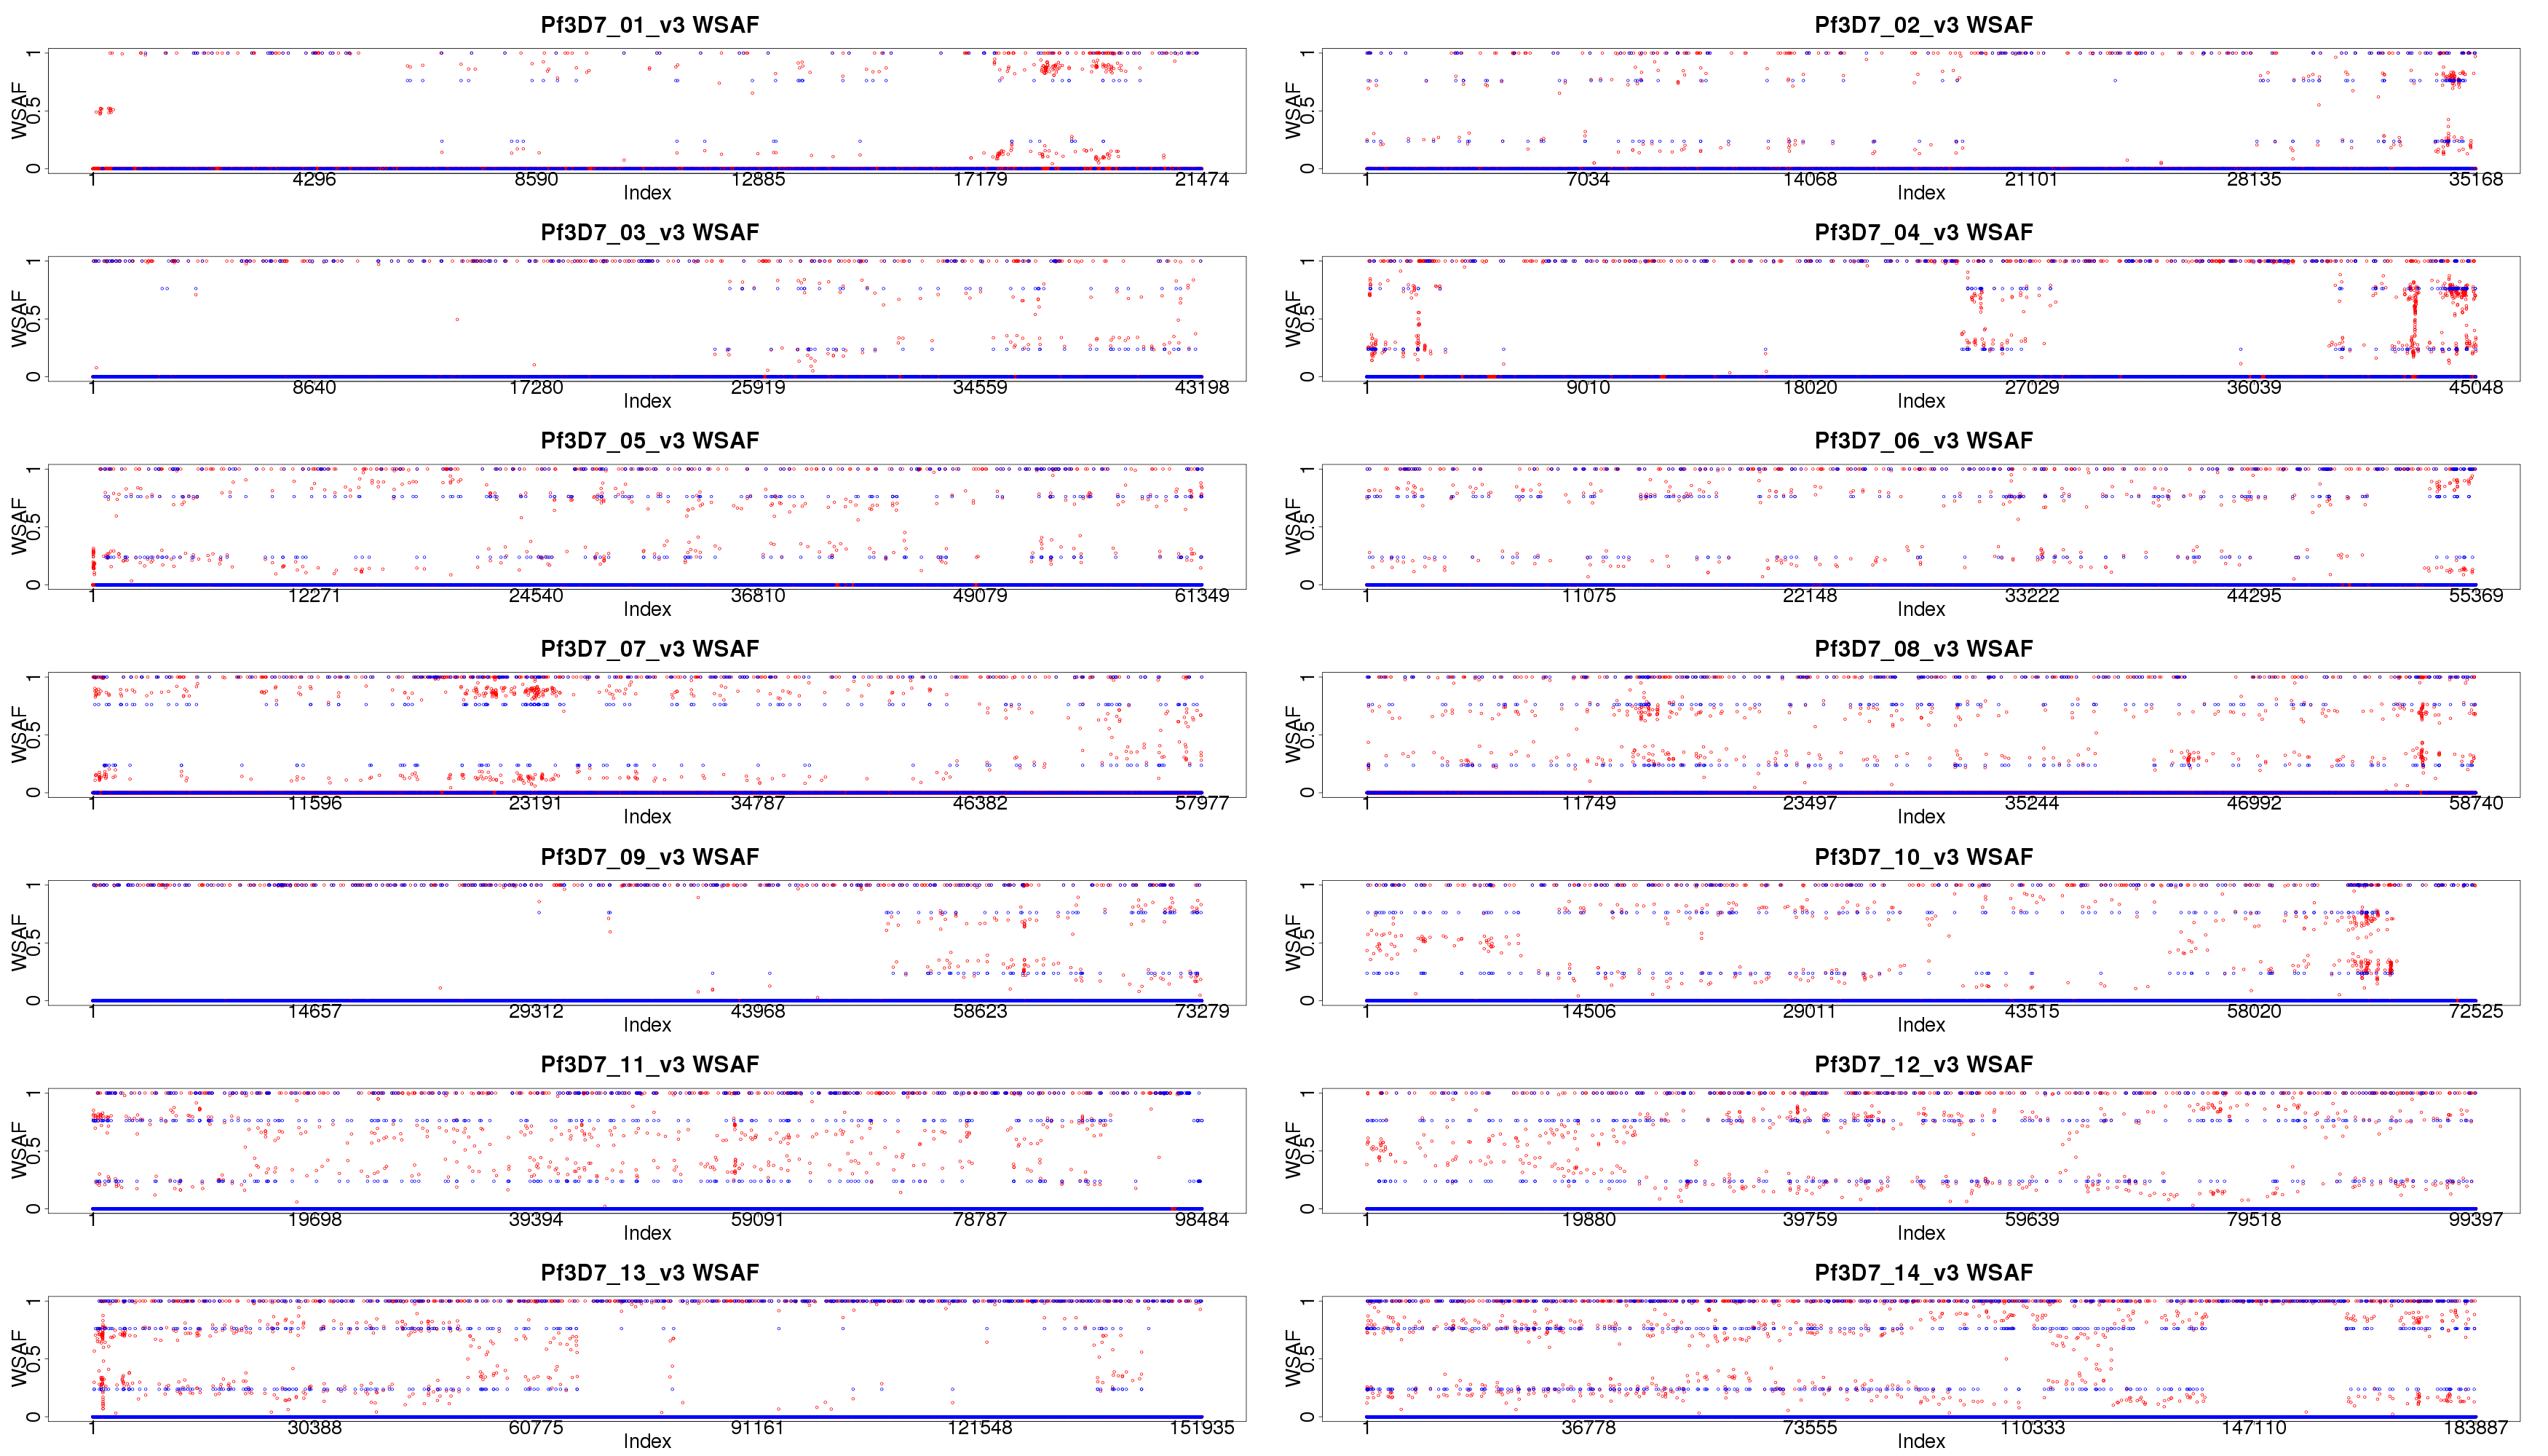 Pf3D7_01_v3 WSAF
WSAF
0 0.5 1
1 4296 8590 12885 17179 21474
Index
Pf3D7_02_v3 WSAF
WSAF
0 0.5 1
1 7034 14068 21101 28135 35168
Index
Pf3D7_03_v3 WSAF
WSAF
0 0.5 1
1 8640 17280 25919 34559 43198
Index
Pf3D7_04_v3 WSAF
WSAF
0 0.5 1
1 9010 18020 27029 36039 45048
Index
Pf3D7_05_v3 WSAF
WSAF
0 0.5 1
1 12271 24540 36810 49079 61349
Index
Pf3D7_06_v3 WSAF
WSAF
0 0.5 1
1 11075 22148 33222 44295 55369
Index
Pf3D7_07_v3 WSAF
WSAF
0 0.5 1
1 11596 23191 34787 46382 57977
Index
Pf3D7_08_v3 WSAF
WSAF
0 0.5 1
1 11749 23497 35244 46992 58740
Index
Pf3D7_09_v3 WSAF
WSAF
0 0.5 1
1 14657 29312 43968 58623 73279
Index
Pf3D7_10_v3 WSAF
WSAF
0 0.5 1
1 14506 29011 43515 58020 72525
Index
Pf3D7_11_v3 WSAF
WSAF
0 0.5 1
1 19698 39394 59091 78787 98484
Index
Pf3D7_12_v3 WSAF
WSAF
0 0.5 1
1 19880 39759 59639 79518 99397
Index
Pf3D7_13_v3 WSAF
WSAF
0 0.5 1
1 30388 60775 91161 121548 151935
Index
Pf3D7_14_v3 WSAF
WSAF
0 0.5 1
1 36778 73555 110333 147110 183887
Index